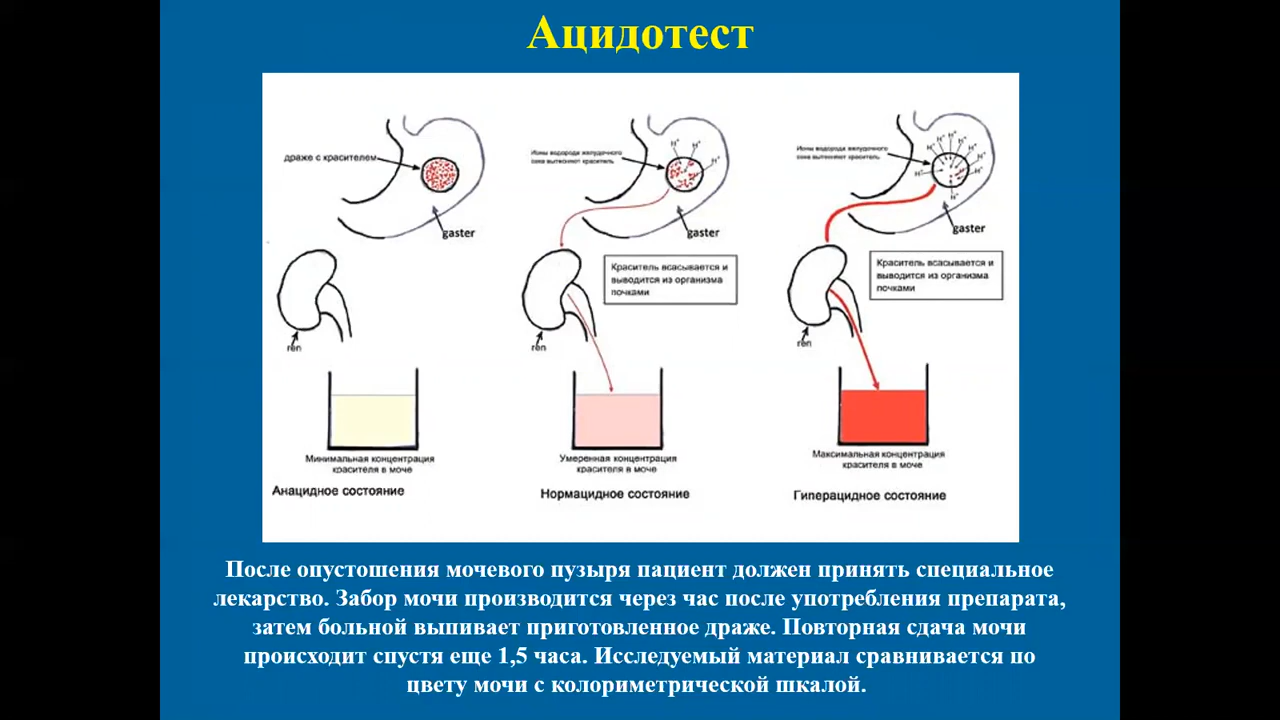 Ацидотест
драже с красителем
gaster
ren
Минимальная концентрация
красителя в моче
Анацидное состояние
Ионы водорода желудочного
сока вытесняют краситель
H⁺
H⁺
H⁺
gaster
Краситель всасывается и
выводится из организма
почками
ren
Умеренная концентрация
красителя в моче
Нормацидное состояние
Ионы водорода желудочного
сока вытесняют краситель
H⁺
H⁺
H⁺
H⁺
H⁺
H⁺
H⁺
H⁺
H⁺
gaster
Краситель всасывается и
выводится из организма
почками
ren
Максимальная концентрация
красителя в моче
Гиперацидное состояние
После опустошения мочевого пузыря пациент должен принять специальное
лекарство. Забор мочи производится через час после употребления препарата,
затем больной выпивает приготовленное драже. Повторная сдача мочи
происходит спустя еще 1,5 часа. Исследуемый материал сравнивается по
цвету мочи с колориметрической шкалой.